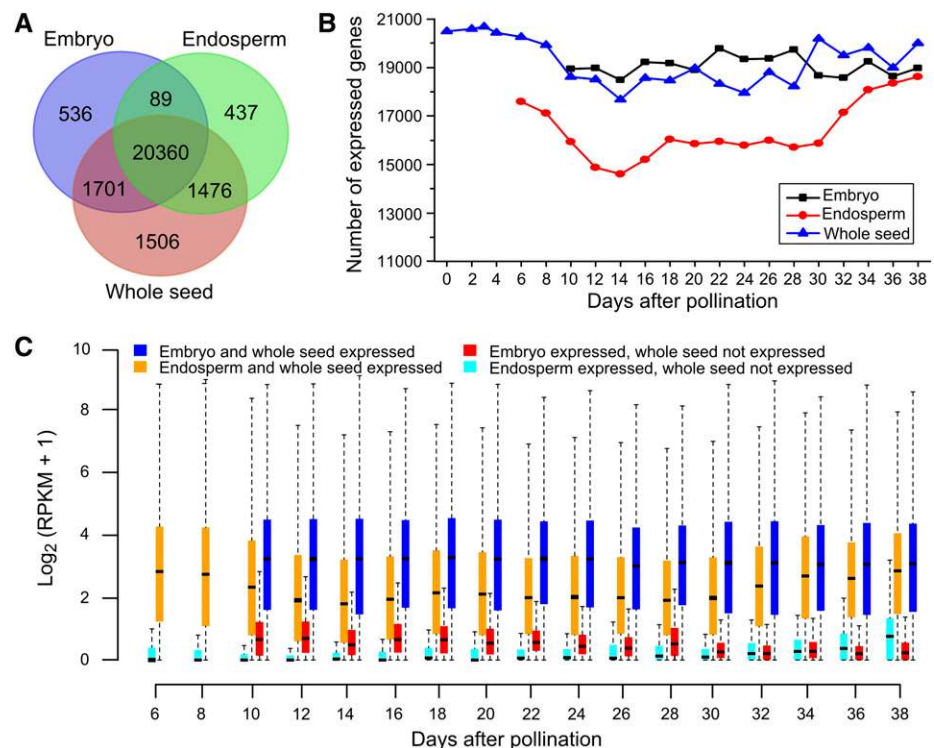 A
Embryo
Endosperm
536
89
437
20360
1701
1476
1506
Whole seed
B
Number of expressed genes
21000
19000
17000
15000
13000
11000
Embryo
Endosperm
Whole seed
0 2 4 6 8 10 12 14 16 18 20 22 24 26 28 30 32 34 36 38
Days after pollination
C
Embryo and whole seed expressed
Endosperm and whole seed expressed
Embryo expressed, whole seed not expressed
Endosperm expressed, whole seed not expressed
Log2 (RPKM + 1)
10
8
6
4
2
0
6 8 10 12 14 16 18 20 22 24 26 28 30 32 34 36 38
Days after pollination